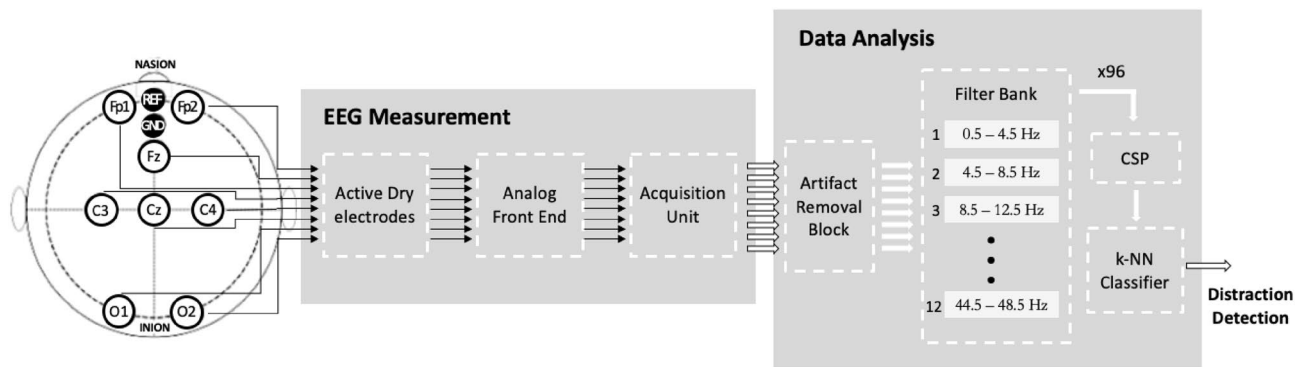 NASION
Fp1
REF
Fp2
GND
Fz
C3
Cz
C4
O1
O2
INION
EEG Measurement
Active Dry
electrodes
Analog
Front End
Acquisition
Unit
Data Analysis
Artifact
Removal
Block
Filter Bank
1 0.5 – 4.5 Hz
2 4.5 – 8.5 Hz
3 8.5 – 12.5 Hz
12 44.5 – 48.5 Hz
x96
CSP
k-NN
Classifier
Distraction
Detection